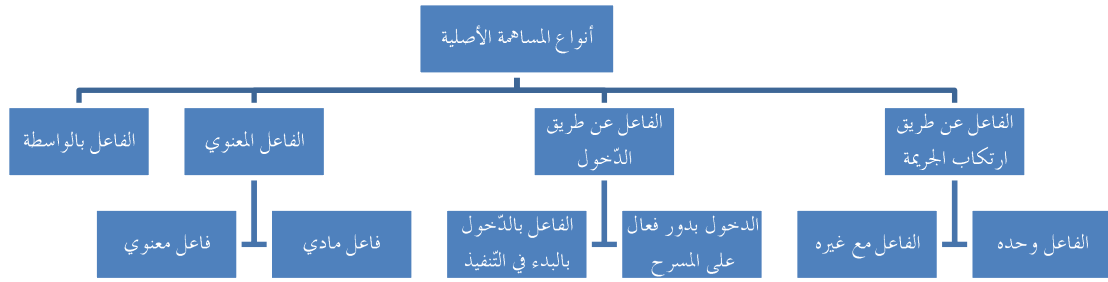 أنواع المساهمة الأصلية
الفاعل عن طريق
ارتكاب الجريمة
الفاعل عن طريق
الدّخول
الفاعل المعنوي
الفاعل بالواسطة
الفاعل وحده
الفاعل مع غيره
الدخول بدور فعال
على المسرح
الفاعل بالدّخول
بالبدء في التّنفيذ
فاعل مادي
فاعل معنوي